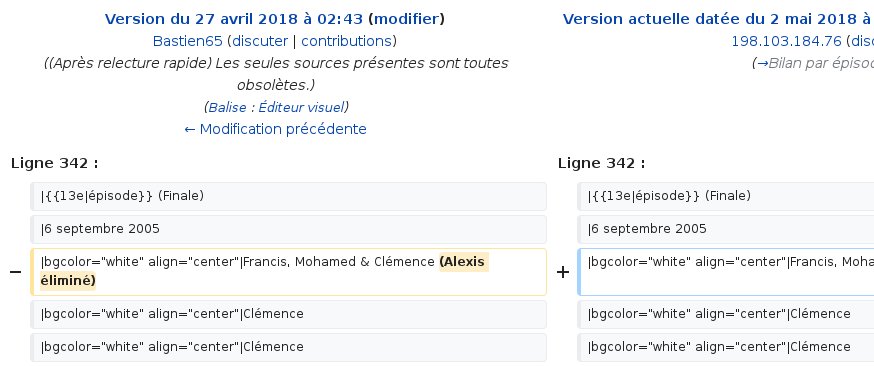 Version du 27 avril 2018 à 02:43 (modifier)
Bastien65 (discuter | contributions)
((Après relecture rapide) Les seules sources présentes sont toutes
obsolètes.)
(Balise : Éditeur visuel)
← Modification précédente
Version actuelle datée du 2 mai 2018 à
198.103.184.76 (disc
(→Bilan par épisod
Ligne 342 :
Ligne 342 :
|{{13e|épisode}} (Finale)
|{{13e|épisode}} (Finale)
|6 septembre 2005
|6 septembre 2005
− |bgcolor="white" align="center"|Francis, Mohamed & Clémence (Alexis
éliminé)
+ |bgcolor="white" align="center"|Francis, Moha
|bgcolor="white" align="center"|Clémence
|bgcolor="white" align="center"|Clémence
|bgcolor="white" align="center"|Clémence
|bgcolor="white" align="center"|Clémence